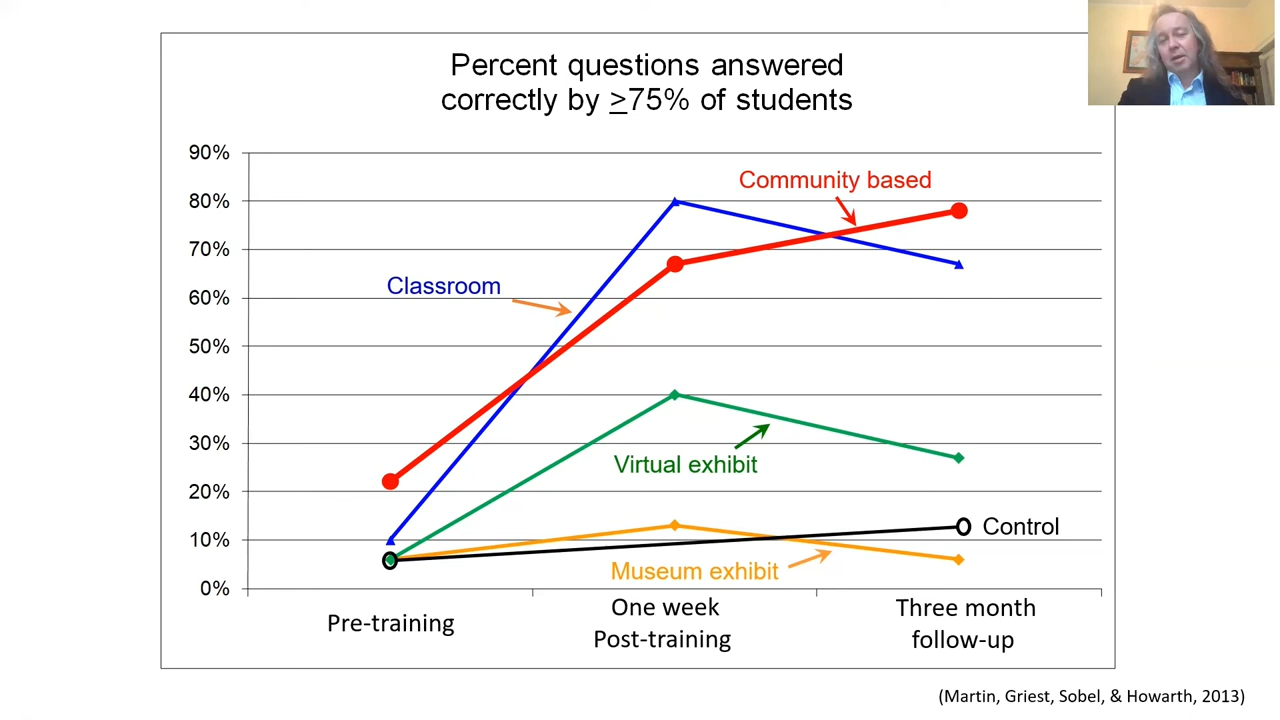 Percent questions answered
correctly by ≥75% of students
90%
80%
70%
60%
50%
40%
30%
20%
10%
0%
Community based
Classroom
Virtual exhibit
Control
Museum exhibit
Pre-training
One week
Post-training
Three month
follow-up
(Martin, Griest, Sobel, & Howarth, 2013)